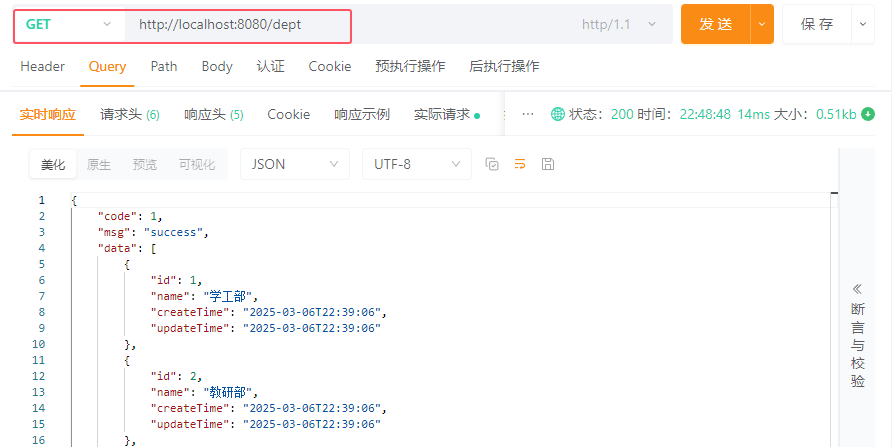 GET http://localhost:8080/dept http/1.1 发送 保存
Header Query Path Body 认证 Cookie 预执行操作 后执行操作
实时响应 请求头 (6) 响应头 (5) Cookie 响应示例 实际请求 ... 状态: 200 时间: 22:48:48 14ms 大小: 0.51kb
美化 原生 预览 可视化 JSON UTF-8
1 {
2 "code": 1,
3 "msg": "success",
4 "data": [
5 {
6 "id": 1,
7 "name": "学工部",
8 "createTime": "2025-03-06T22:39:06",
9 "updateTime": "2025-03-06T22:39:06"
10 },
11 {
12 "id": 2,
13 "name": "教研部",
14 "createTime": "2025-03-06T22:39:06",
15 "updateTime": "2025-03-06T22:39:06"
16 },
断言与校验